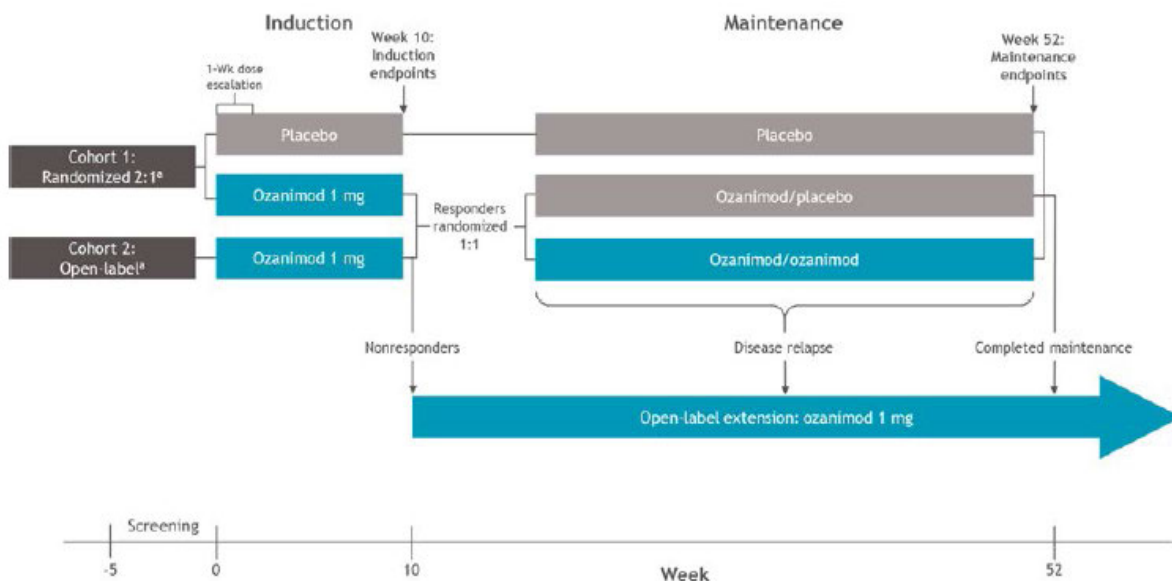 Induction
Maintenance
Week 10:
Induction
endpoints
Week 52:
Maintenance
endpoints
1-Wk dose
escalation
Placebo
Placebo
Cohort 1:
Randomized 2:1ª
Ozanimod 1 mg
Responders
randomized
1:1
Ozanimod/placebo
Cohort 2:
Open-labelª
Ozanimod 1 mg
Ozanimod/ozanimod
Nonresponders
Disease relapse
Completed maintenance
Open-label extension: ozanimod 1 mg
Screening
-5
0
10
Week
52